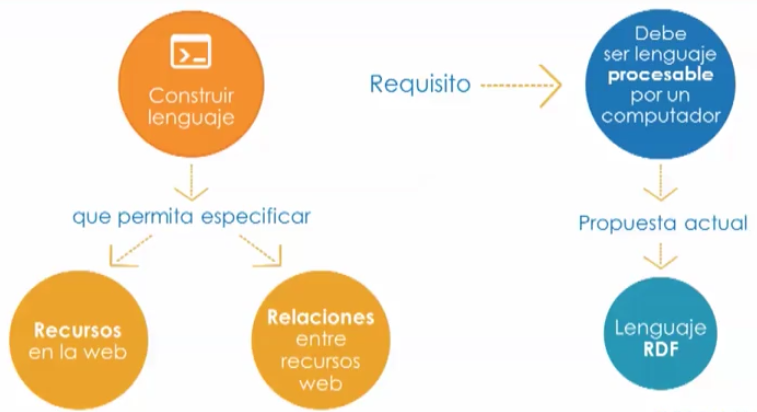 Construir
lenguaje
Requisito
Debe
ser lenguaje
procesable
por un
computador
que permita especificar
Propuesta actual
Recursos
en la web
Relaciones
entre
recursos
web
Lenguaje
RDF